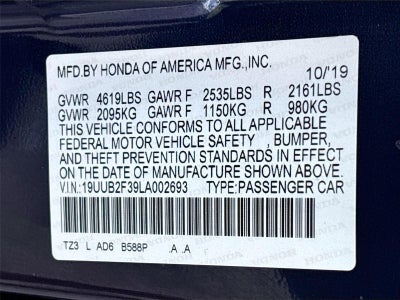 MFD.BY HONDA OF AMERICA MFG.,INC.
10/'19
GVWR 4619LBS GAWR F 2535LBS R 2161LBS
GVWR 2095KG GAWR F 1150KG R 980KG
THIS VEHICLE CONFORMS TO ALL APPLICABLE
FEDERAL MOTOR VEHICLE SAFETY , BUMPER,
AND THEFT PREVENTION STANDARDS IN EFFECT
ON THE DATE OF MANUFACTURE SHOWN ABOVE.
V.I.N:19UUB2F39LA002693 TYPE:PASSENGER CAR
TZ3 L AD6 B588P .A .A F